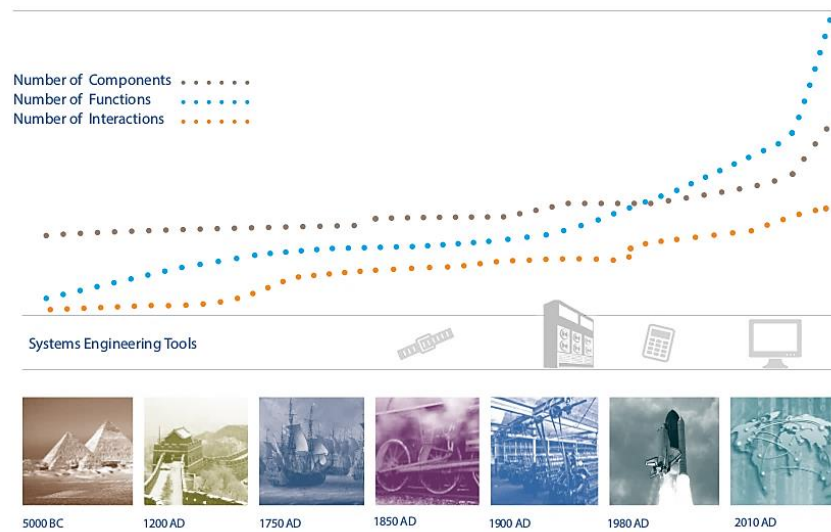 Number of Components
Number of Functions
Number of Interactions
Systems Engineering Tools
5000 BC
1200 AD
1750 AD
1850 AD
1900 AD
1980 AD
2010 AD